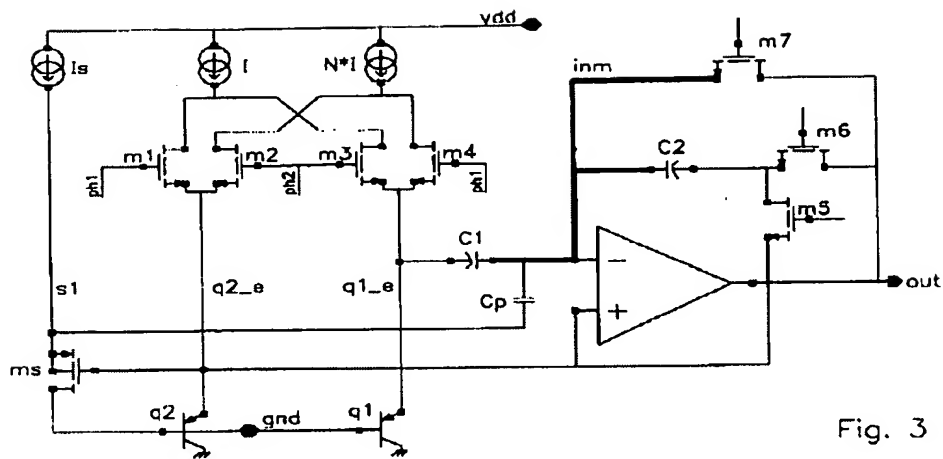 vdd
Is
I
N*I
m7
inm
m6
C2
m1
m2
m3
m4
ph1
ph2
ph1
m5
C1
s1
q2_e
q1_e
Cp
−
+
out
ms
q2
gnd
q1
Fig. 3